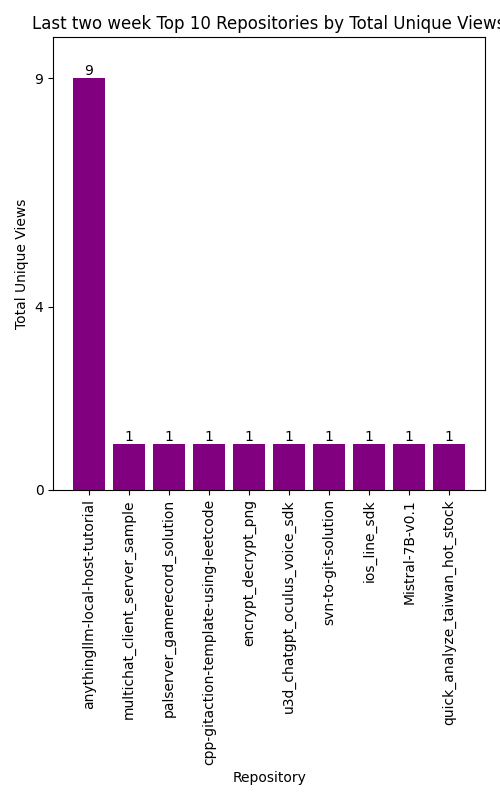 Last two week Top 10 Repositories by Total Unique Views
Total Unique Views
9
4
0
9
1
1
1
1
1
1
1
1
1
anythingllm-local-host-tutorial
multichat_client_server_sample
palserver_gamerecord_solution
cpp-gitaction-template-using-leetcode
encrypt_decrypt_png
u3d_chatgpt_oculus_voice_sdk
svn-to-git-solution
ios_line_sdk
Mistral-7B-v0.1
quick_analyze_taiwan_hot_stock
Repository